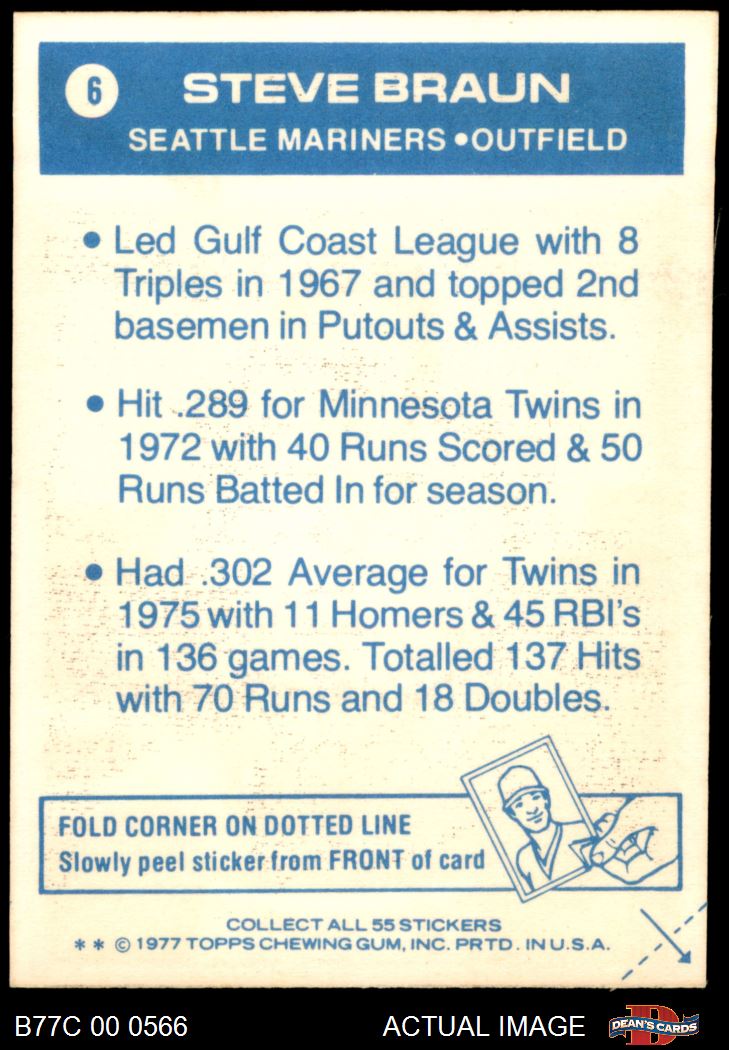 6
STEVE BRAUN
SEATTLE MARINERS • OUTFIELD
• Led Gulf Coast League with 8
Triples in 1967 and topped 2nd
basemen in Putouts & Assists.
• Hit .289 for Minnesota Twins in
1972 with 40 Runs Scored & 50
Runs Batted In for season.
• Had .302 Average for Twins in
1975 with 11 Homers & 45 RBI's
in 136 games. Totalled 137 Hits
with 70 Runs and 18 Doubles.
FOLD CORNER ON DOTTED LINE
Slowly peel sticker from FRONT of card
COLLECT ALL 55 STICKERS
* * © 1977 TOPPS CHEWING GUM, INC. PRTD. IN U.S.A.
B77C 00 0566 ACTUAL IMAGE D DEAN'S CARDS